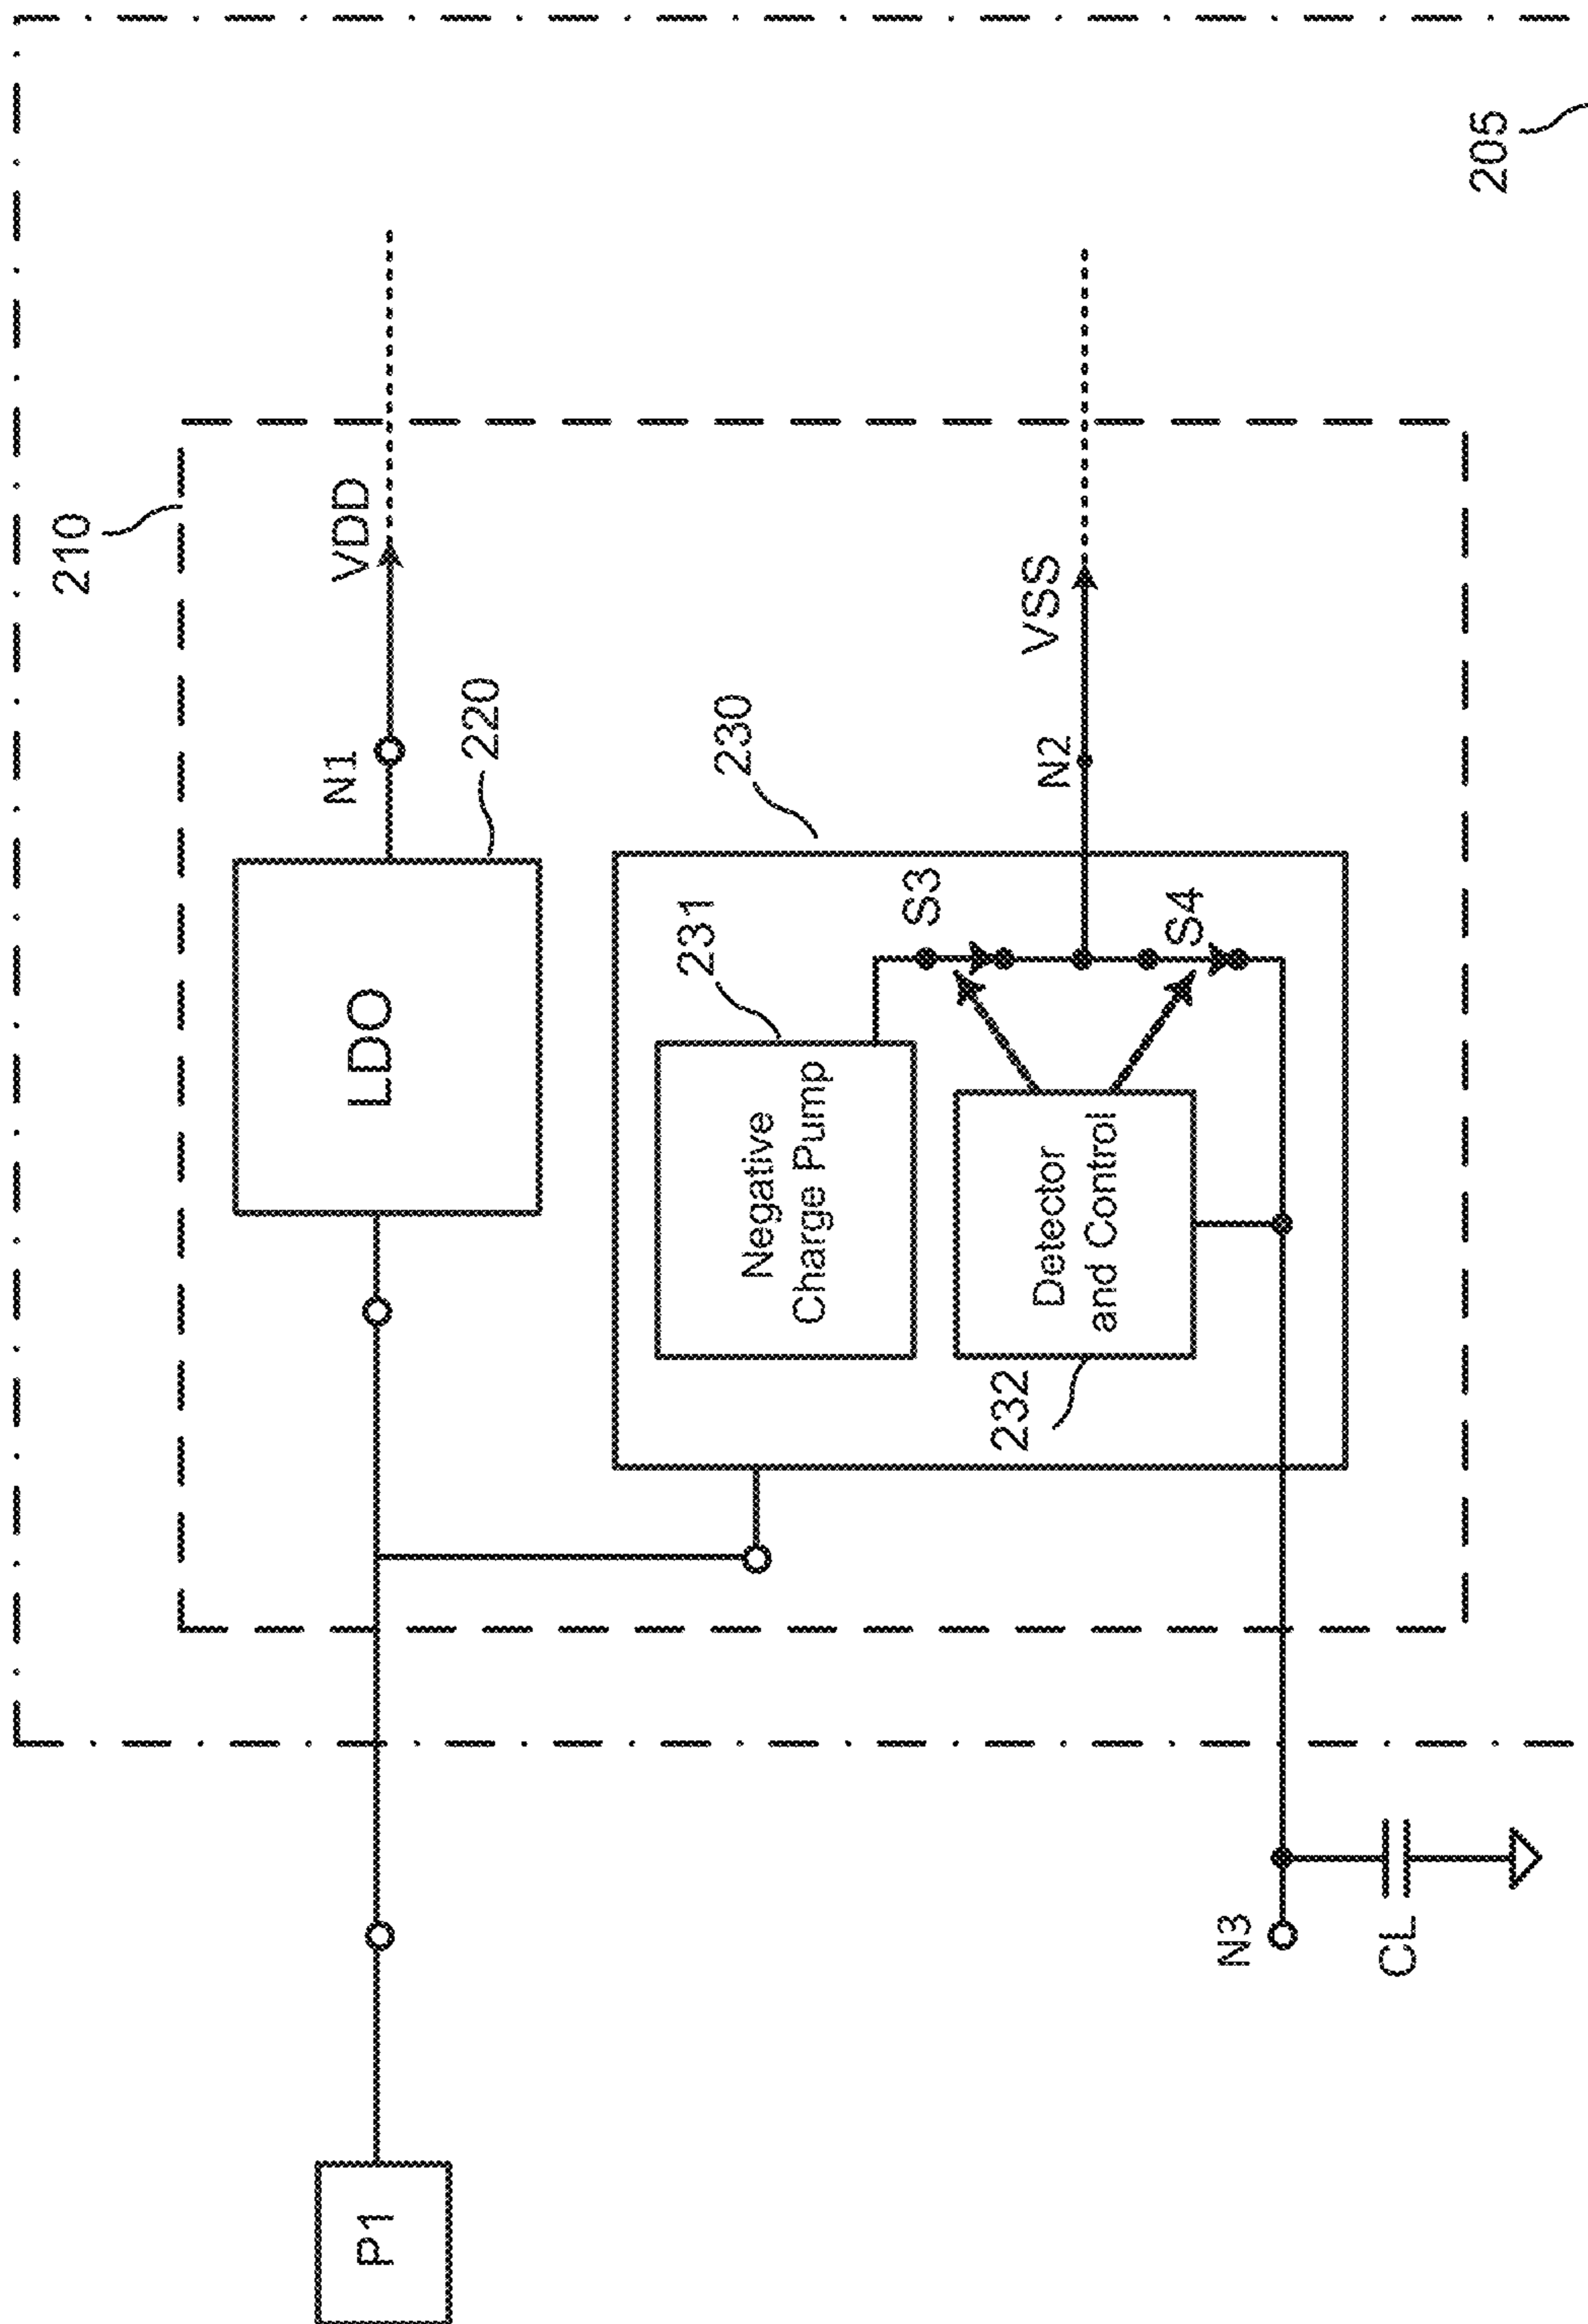 205
210
VDD
N1
LDO
220
230
VSS
N2
231
S3
Negative
Charge Pump
S4
Detector
and Control
232
P1
N3
CL